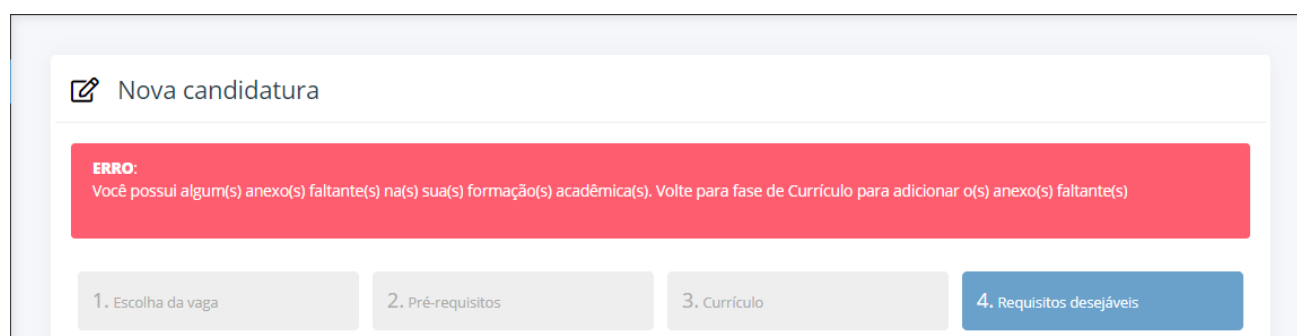 Nova candidatura
ERRO:
Você possui algum(s) anexo(s) faltante(s) na(s) sua(s) formação(s) acadêmica(s). Volte para fase de Currículo para adicionar o(s) anexo(s) faltante(s)
1. Escolha da vaga
2. Pré-requisitos
3. Currículo
4. Requisitos desejáveis